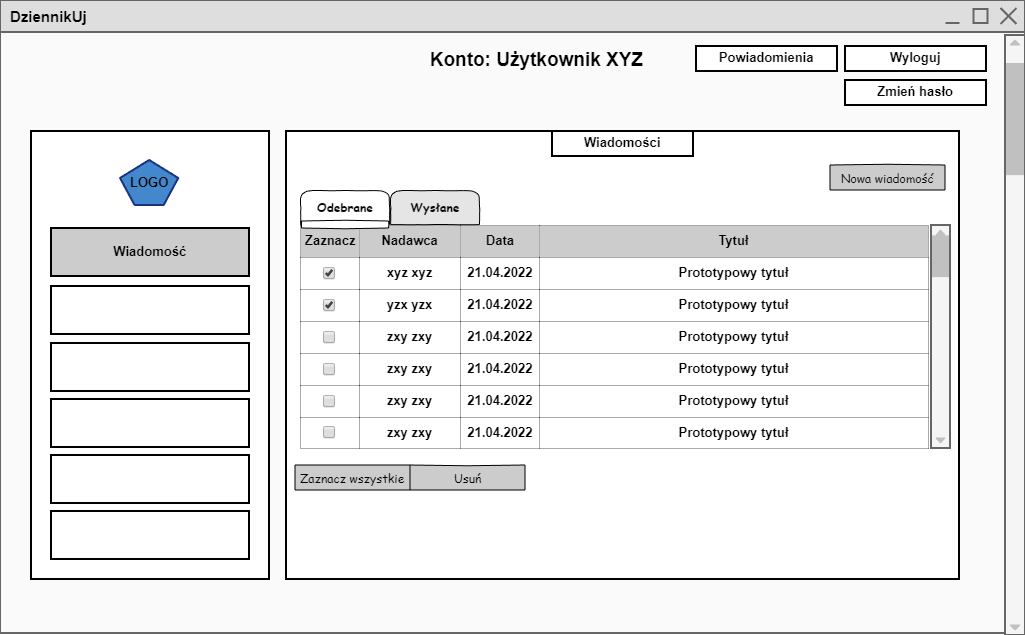 DziennikUj
Konto: Użytkownik XYZ
Powiadomienia
Wyloguj
Zmień hasło
LOGO
Wiadomość
Wiadomości
Nowa wiadomość
Odebrane Wysłane
Zaznacz Nadawca Data Tytuł
xyz xyz 21.04.2022 Prototypowy tytuł
yzx yzx 21.04.2022 Prototypowy tytuł
zxy zxy 21.04.2022 Prototypowy tytuł
zxy zxy 21.04.2022 Prototypowy tytuł
zxy zxy 21.04.2022 Prototypowy tytuł
zxy zxy 21.04.2022 Prototypowy tytuł
Zaznacz wszystkie Usuń